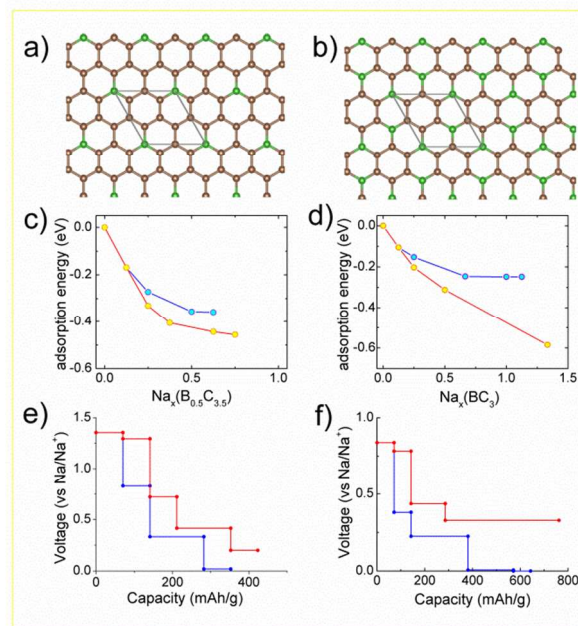 a)
b)
c)
0.0
-0.2
-0.4
-0.6
adsorption energy (eV)
0.0
0.5
1.0
Naₓ(B₀.₅C₃.₅)
d)
0.0
-0.2
-0.4
-0.6
adsorption energy (eV)
0.0
0.5
1.0
1.5
Naₓ(BC₃)
e)
1.5
1.0
0.5
0.0
Voltage (vs Na/Na⁺)
0
200
400
Capacity (mAh/g)
f)
1.0
0.5
0.0
Voltage (vs Na/Na⁺)
0
200
400
600
800
Capacity (mAh/g)